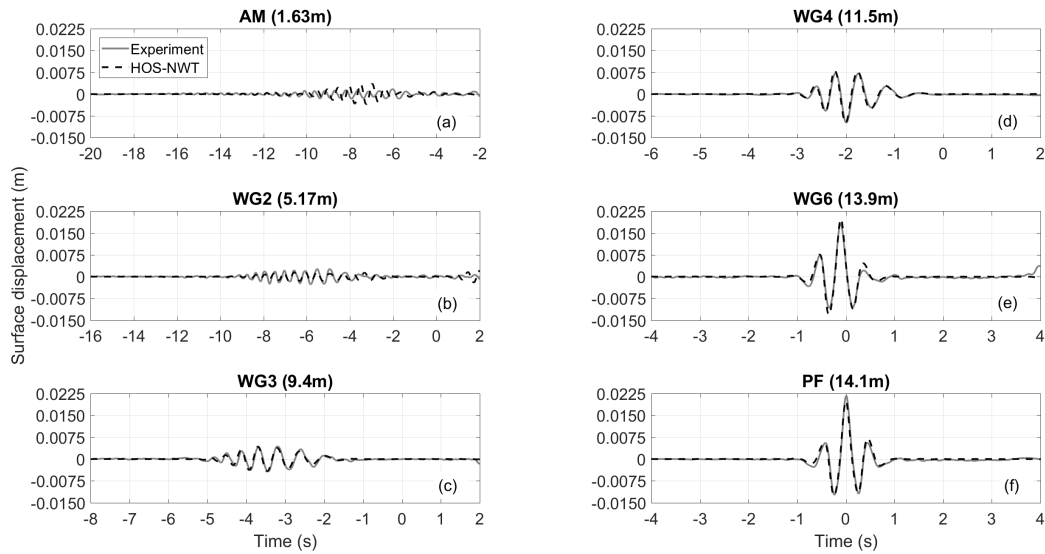 AM (1.63m)
0.0225
0.0150
0.0075
0
-0.0075
-0.0150
Experiment
HOS-NWT
(a)
-20 -18 -16 -14 -12 -10 -8 -6 -4 -2
WG4 (11.5m)
0.0225
0.0150
0.0075
0
-0.0075
-0.0150
(d)
-6 -5 -4 -3 -2 -1 0 1 2
Surface displacement (m)
WG2 (5.17m)
0.0225
0.0150
0.0075
0
-0.0075
-0.0150
(b)
-16 -14 -12 -10 -8 -6 -4 -2 0 2
WG6 (13.9m)
0.0225
0.0150
0.0075
0
-0.0075
-0.0150
(e)
-4 -3 -2 -1 0 1 2 3 4
WG3 (9.4m)
0.0225
0.0150
0.0075
0
-0.0075
-0.0150
(c)
-8 -7 -6 -5 -4 -3 -2 -1 0 1 2
Time (s)
PF (14.1m)
0.0225
0.0150
0.0075
0
-0.0075
-0.0150
(f)
-4 -3 -2 -1 0 1 2 3 4
Time (s)